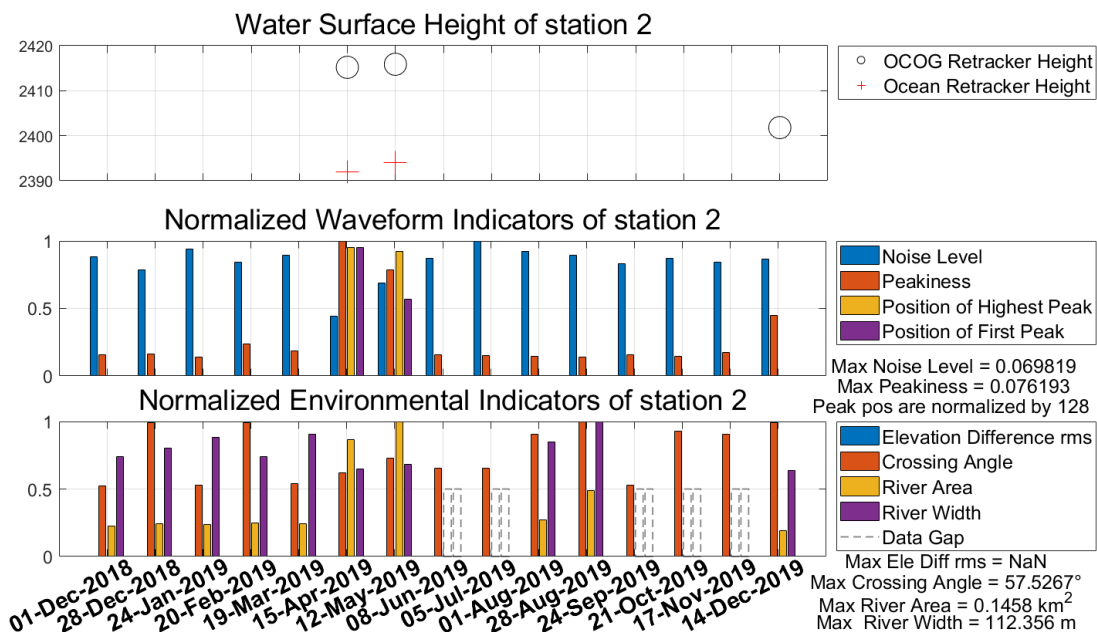 Water Surface Height of station 2
2420
2410
2400
2390
OCOG Retracker Height
Ocean Retracker Height
Normalized Waveform Indicators of station 2
1
0.5
0
Noise Level
Peakiness
Position of Highest Peak
Position of First Peak
Max Noise Level = 0.069819
Max Peakiness = 0.076193
Peak pos are normalized by 128
Normalized Environmental Indicators of station 2
1
0.5
0
Elevation Difference rms
Crossing Angle
River Area
River Width
Data Gap
Max Ele Diff rms = NaN
Max Crossing Angle = 57.5267°
Max River Area = 0.1458 km²
Max River Width = 112.356 m
01-Dec-2018
28-Dec-2018
24-Jan-2019
20-Feb-2019
19-Mar-2019
15-Apr-2019
12-May-2019
08-Jun-2019
05-Jul-2019
01-Aug-2019
28-Aug-2019
24-Sep-2019
21-Oct-2019
17-Nov-2019
14-Dec-2019